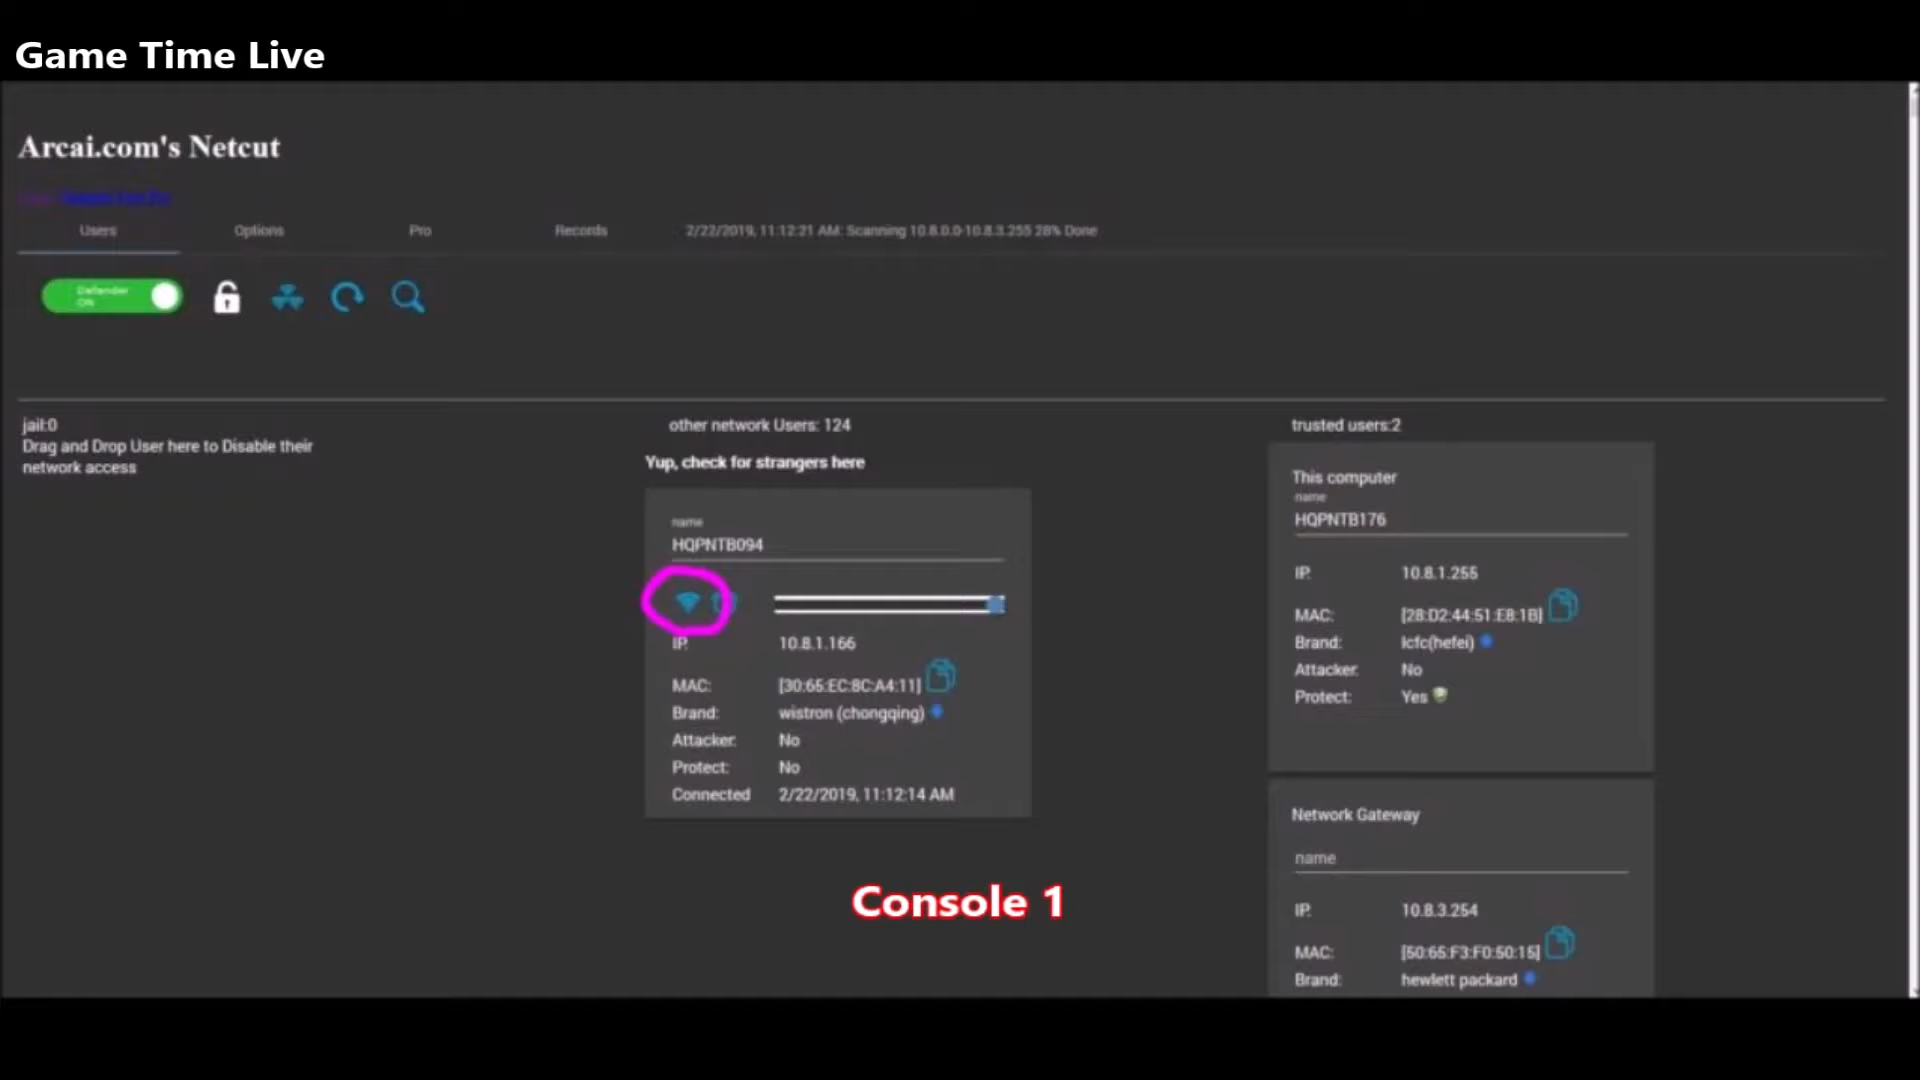 Game Time Live
Arcai.com's Netcut
Users Options Pro Records 2/22/2019, 11:12:21 AM: Scanning 10.8.0.0-10.8.3.255 28% Done
Defender
ON
jail:0
Drag and Drop User here to Disable their
network access
other network Users: 124
Yup, check for strangers here
name
HQPNTB094
IP:
10.8.1.166
MAC: [30:65:EC:8C:A4:11]
Brand: wistron (chongqing)
Attacker: No
Protect: No
Connected 2/22/2019, 11:12:14 AM
trusted users:2
This computer
name
HQPNTB176
IP: 10.8.1.255
MAC: [28:D2:44:51:E8:1B]
Brand: lcfc(hefei)
Attacker: No
Protect: Yes
Network Gateway
name
IP: 10.8.3.254
MAC: [50:65:F3:F0:50:15]
Brand: hewlett packard
Console 1